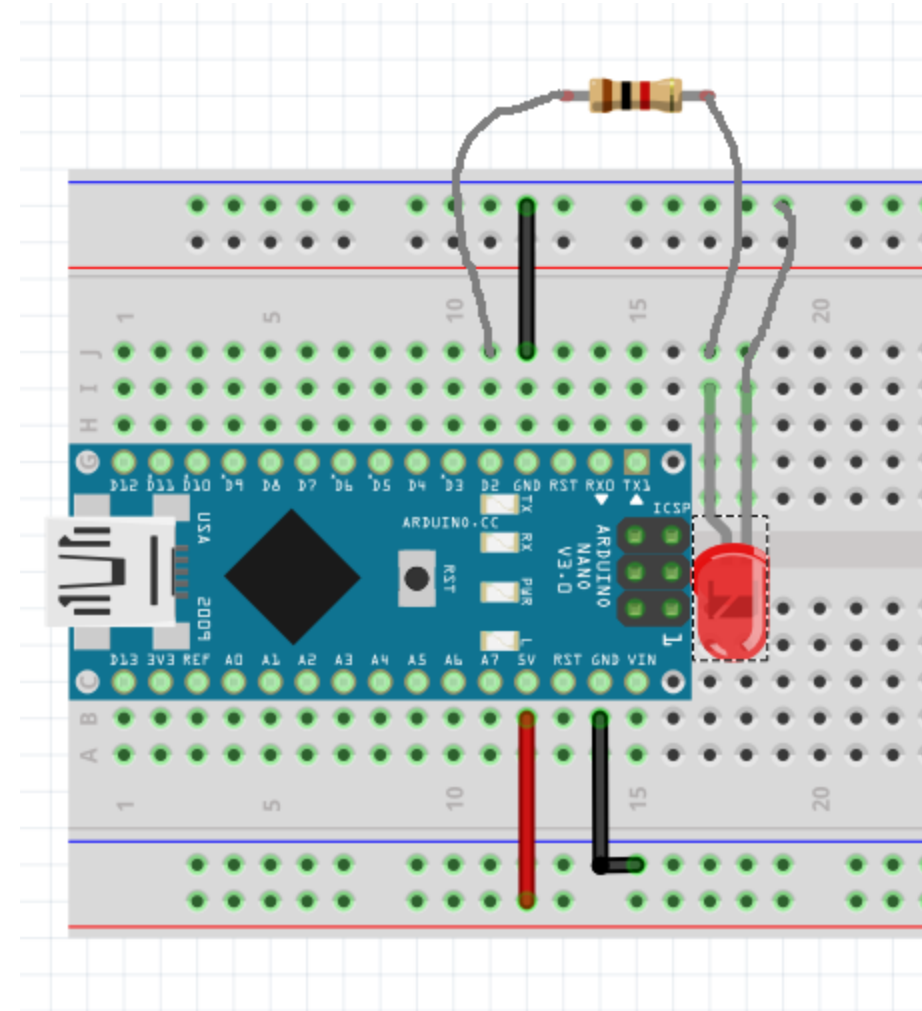 1 5 10 15 20
J
I
H
G
D12 D11 D10 D9 D8 D7 D6 D5 D4 D3 D2 GND RST RX0 TX1
TX
ICSP
ARDUINO.CC
RX
ARDUINO
NANO
V3.0
USA
RST
PWR
2009
L
1
D13 3V3 REF A0 A1 A2 A3 A4 A5 A6 A7 5V RST GND VIN
C
B
A
1 5 10 15 20